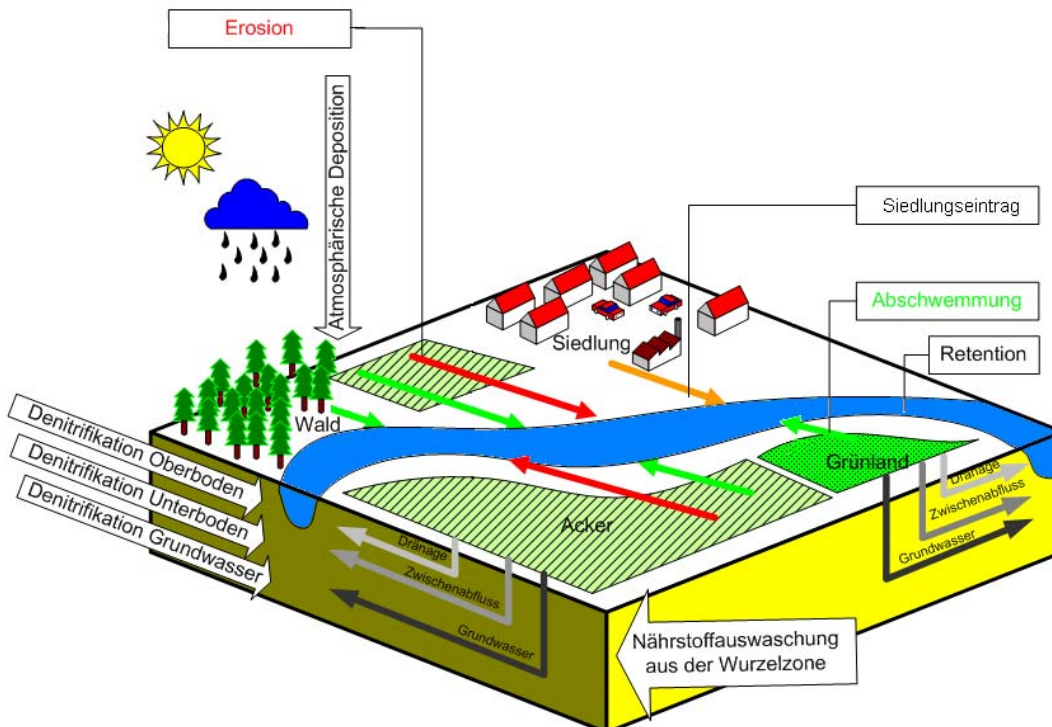 Erosion
Atmosphärische Deposition
Siedlungseintrag
Abschwemmung
Retention
Siedlung
Wald
Denitrifikation Oberboden
Denitrifikation Unterboden
Denitrifikation Grundwasser
Grünland
Acker
Dränage
Zwischenabfluss
Grundwasser
Dränage
Zwischenabfluss
Grundwasser
Nährstoffauswaschung
aus der Wurzelzone